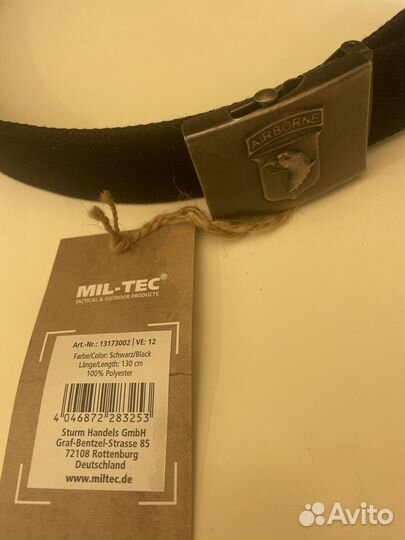 AIRBORNE
MIL-TEC®
TACTICAL & OUTDOOR PRODUCTS
Art.-Nr.: 13173002 | VE: 12
Farbe/Color: Schwarz/Black
Länge/Length: 130 cm
100% Polyester
4 046872 283253
Sturm Handels GmbH
Graf-Bentzel-Strasse 85
72108 Rottenburg
Deutschland
www.miltec.de
Avito